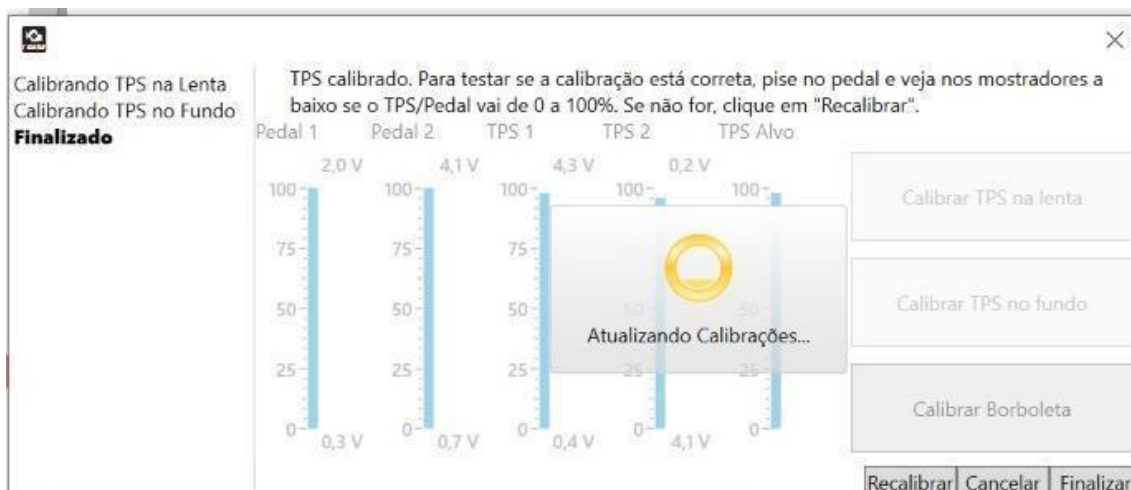 Calibrando TPS na Lenta
Calibrando TPS no Fundo
Finalizado
TPS calibrado. Para testar se a calibração está correta, pise no pedal e veja nos mostradores a
baixo se o TPS/Pedal vai de 0 a 100%. Se não for, clique em "Recalibrar".
Pedal 1 Pedal 2 TPS 1 TPS 2 TPS Alvo
2,0 V 4,1 V 4,3 V 0,2 V
100 100 100 100 100
75 75 75
50 50 50 50 50
25 25 25 25 25
0 0 0 0 0
0,3 V 0,7 V 0,4 V 4,1 V
Atualizando Calibrações...
Calibrar TPS na lenta
Calibrar TPS no fundo
Calibrar Borboleta
Recalibrar Cancelar Finalizar